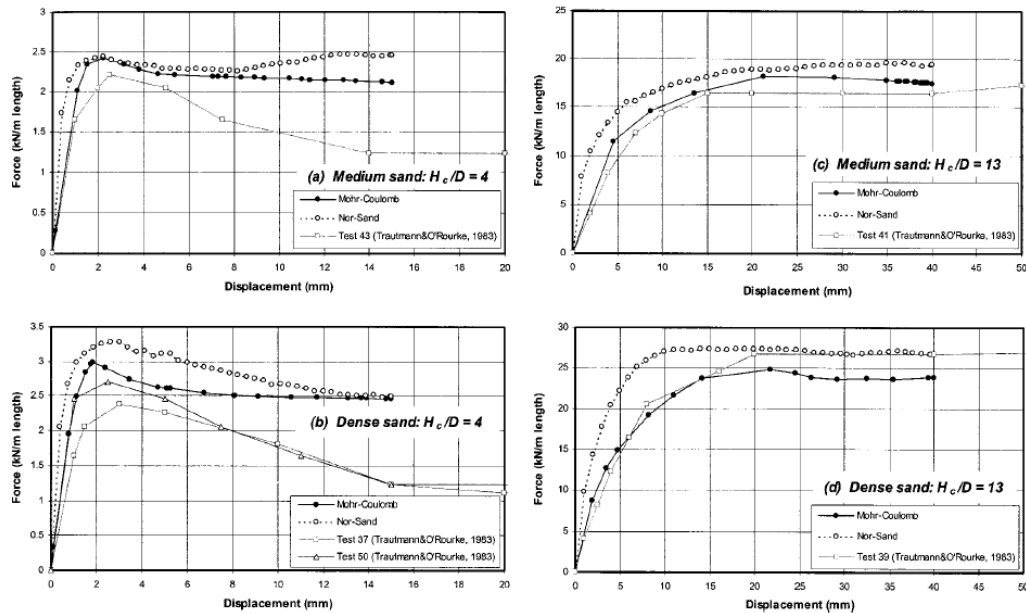 3
2.5
2
1.5
1
0.5
0
Force (kN/m length)
(a) Medium sand: H c /D = 4
Mohr-Coulomb
Nor-Sand
Test 43 (Trautmann&O'Rourke, 1983)
0 2 4 6 8 10 12 14 16 18 20
Displacement (mm)
25
20
15
10
5
0
Force (kN/m length)
(c) Medium sand: H c /D = 13
Mohr-Coulomb
Nor-Sand
Test 41 (Trautmann&O'Rourke, 1983)
0 5 10 15 20 25 30 35 40 45 50
Displacement (mm)
3.5
3
2.5
2
1.5
1
0.5
0
Force (kN/m length)
(b) Dense sand: H c /D = 4
Mohr-Coulomb
Nor-Sand
Test 37 (Trautmann&O'Rourke, 1983)
Test 50 (Trautmann&O'Rourke, 1983)
0 2 4 6 8 10 12 14 16 18 20
Displacement (mm)
30
25
20
15
10
5
0
Force (kN/m length)
(d) Dense sand: H c /D = 13
Mohr-Coulomb
Nor-Sand
Test 39 (Trautmann&O'Rourke, 1983)
0 5 10 15 20 25 30 35 40 45 50
Displacement (mm)